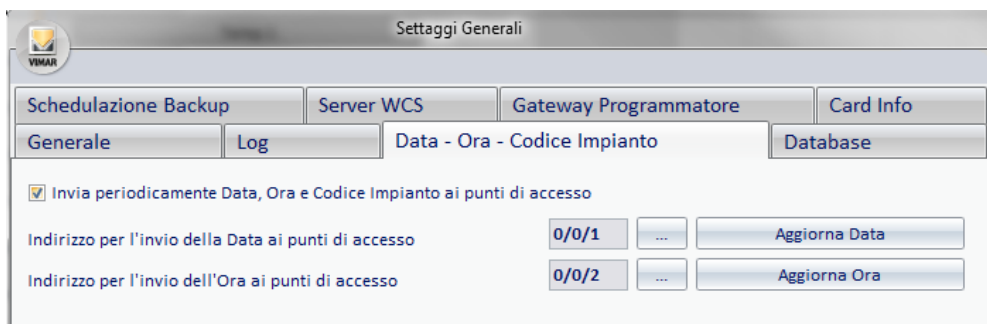 Settaggi Generali
VIMAR
Schedulazione Backup Server WCS Gateway Programmatore Card Info
Generale Log Data - Ora - Codice Impianto Database
Invia periodicamente Data, Ora e Codice Impianto ai punti di accesso
Indirizzo per l'invio della Data ai punti di accesso 0/0/1 ... Aggiorna Data
Indirizzo per l'invio dell'Ora ai punti di accesso 0/0/2 ... Aggiorna Ora